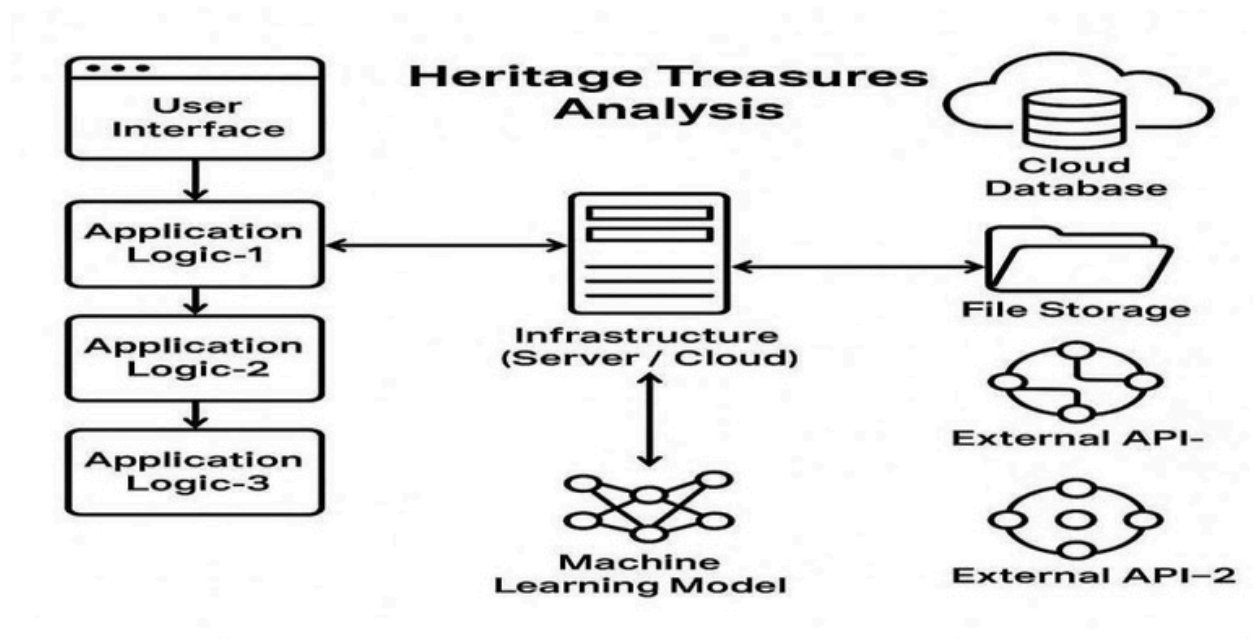 Heritage Treasures
Analysis
User
Interface
Application
Logic-1
Application
Logic-2
Application
Logic-3
Infrastructure
(Server / Cloud)
Machine
Learning Model
Cloud
Database
File Storage
External API-
External API-2